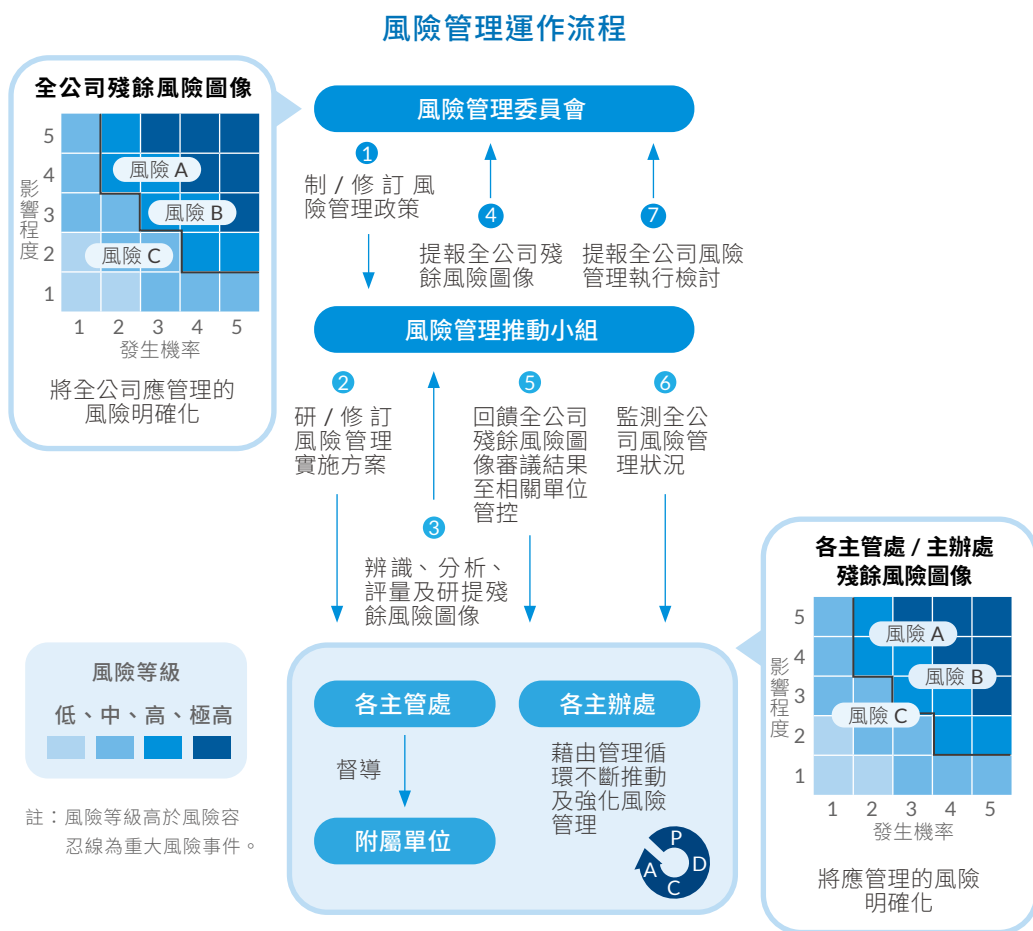 風險管理運作流程
全公司殘餘風險圖像
影響程度
5
4
3
2
1
風險 A
風險 B
風險 C
1 2 3 4 5
發生機率
將全公司應管理的
風險明確化
風險管理委員會
1
制 / 修 訂 風
險管理政策
4
提報全公司殘
餘風險圖像
7
提報全公司風險
管理執行檢討
風險管理推動小組
2
研 / 修 訂
風險管理
實施方案
3
辨識、分析、
評量及研提殘
餘風險圖像
5
回饋全公司
殘餘風險圖
像審議結果
至相關單位
管控
6
監測全公
司風險管
理狀況
各主管處 / 主辦處
殘餘風險圖像
影響程度
5
4
3
2
1
風險 A
風險 B
風險 C
1 2 3 4 5
發生機率
將應管理的風險
明確化
風險等級
低、中、高、極高
註：風險等級高於風險容
忍線為重大風險事件。
各主管處
督導
附屬單位
各主辦處
藉由管理循
環不斷推動
及強化風險
管理
P
D
C
A